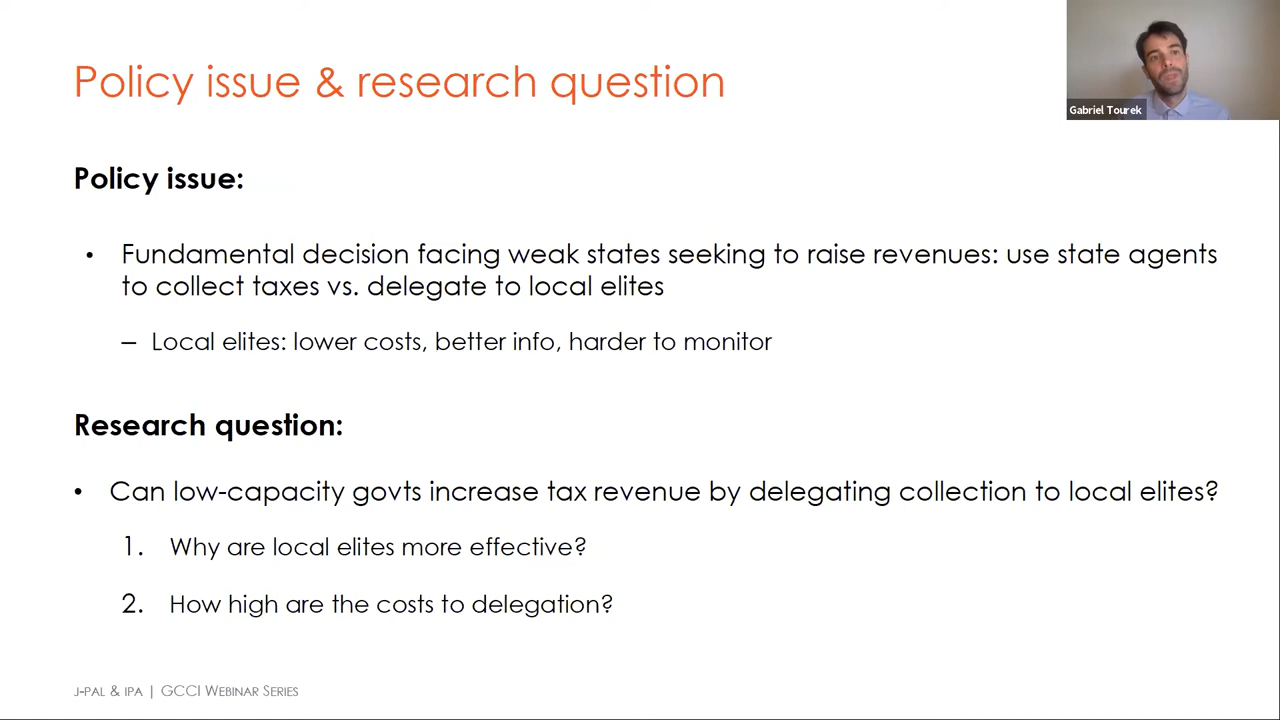 Policy issue & research question
Gabriel Tourek
Policy issue:
• Fundamental decision facing weak states seeking to raise revenues: use state agents
to collect taxes vs. delegate to local elites
– Local elites: lower costs, better info, harder to monitor
Research question:
• Can low-capacity govts increase tax revenue by delegating collection to local elites?
1. Why are local elites more effective?
2. How high are the costs to delegation?
J-PAL & IPA | GCCI WEBINAR SERIES